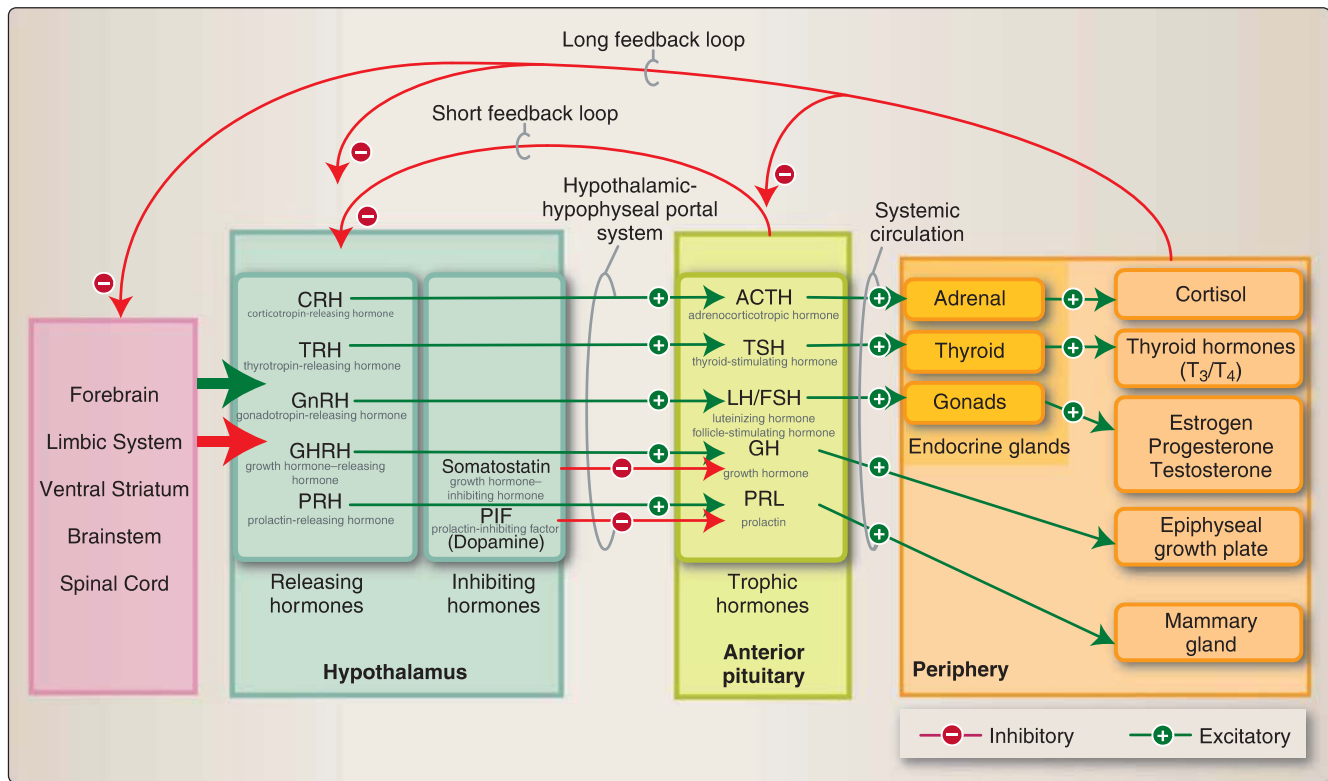 Long feedback loop
Short feedback loop
Hypothalamic-
hypophyseal portal
system
Systemic
circulation
Forebrain
Limbic System
Ventral Striatum
Brainstem
Spinal Cord
CRH
corticotropin-releasing hormone
TRH
thyrotropin-releasing hormone
GnRH
gonadotropin-releasing hormone
GHRH
growth hormone–releasing
hormone
PRH
prolactin-releasing hormone
Releasing
hormones
Somatostatin
growth hormone–
inhibiting hormone
PIF
prolactin-inhibiting factor
(Dopamine)
Inhibiting
hormones
Hypothalamus
ACTH
adrenocorticotropic hormone
TSH
thyroid-stimulating hormone
LH/FSH
luteinizing hormone
follicle-stimulating hormone
GH
growth hormone
PRL
prolactin
Trophic
hormones
Anterior
pituitary
Adrenal
Thyroid
Gonads
Endocrine glands
Cortisol
Thyroid hormones
(T3/T4)
Estrogen
Progesterone
Testosterone
Epiphyseal
growth plate
Mammary
gland
Periphery
Inhibitory
Excitatory